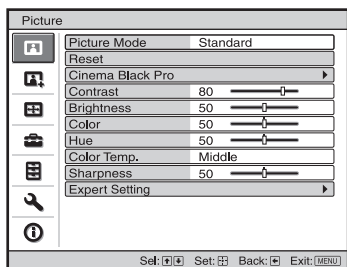 Picture
Picture Mode Standard
Reset
Cinema Black Pro
Contrast 80
Brightness 50
Color 50
Hue 50
Color Temp. Middle
Sharpness 50
Expert Setting
Sel: Set: Back: Exit: MENU